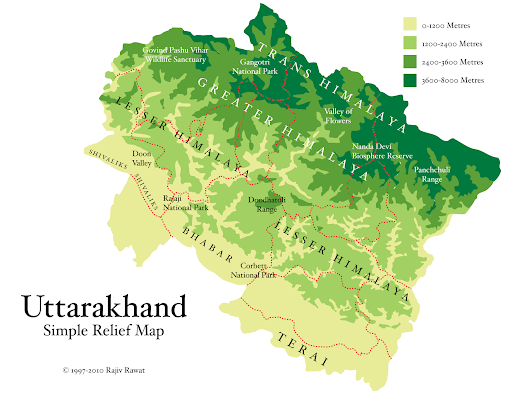 0-1200 Metres
1200-2400 Metres
2400-3600 Metres
3600-8000 Metres
TRANS HIMALAYA
Govind Pashu Vihar
Wildlife Sanctuary
Gangotri
National Park
GREATER HIMALAYA
Valley of
Flowers
LESSER HIMALAYA
Nanda Devi
Biosphere Reserve
Panchchuli
Range
SHIVALIKS
Doon
Valley
SHIVALIKS
Rajaji
National Park
Doodhatoli
Range
LESSER HIMALAYA
BHABAR
Corbett
National Park
TERAI
Uttarakhand
Simple Relief Map
© 1997-2010 Rajiv Rawat